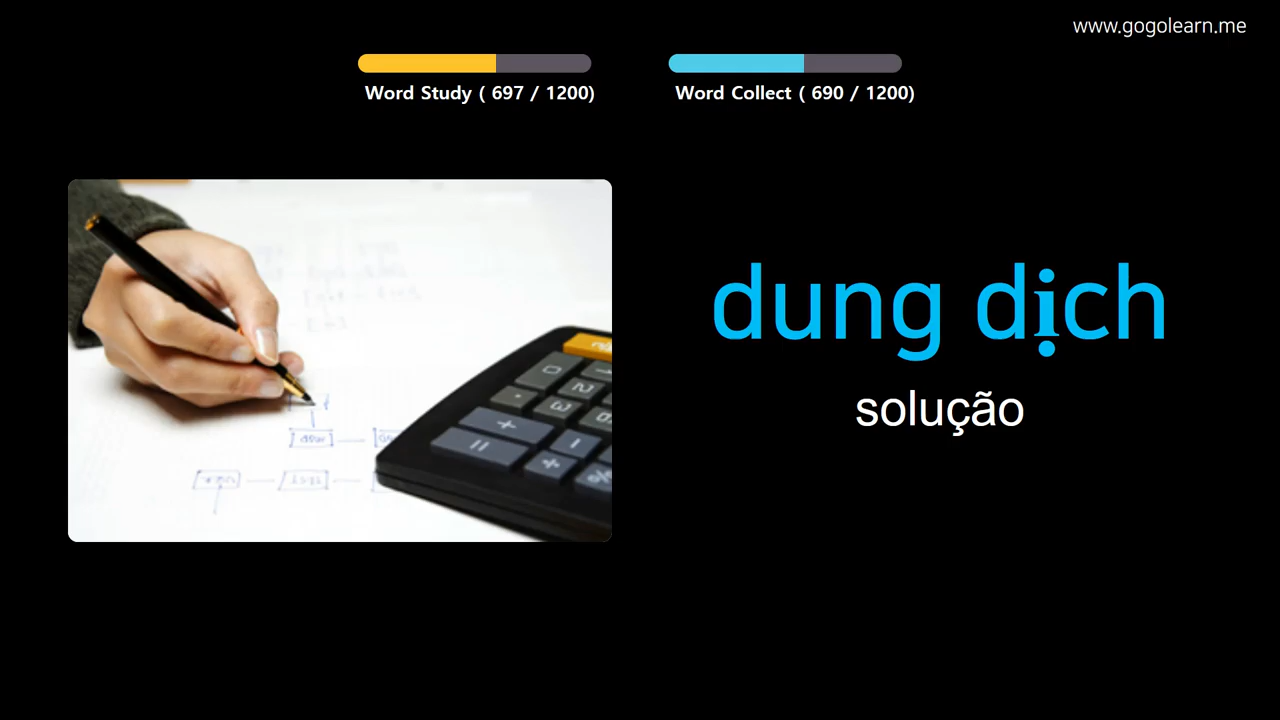 www.gogolearn.me
Word Study ( 697 / 1200)
Word Collect ( 690 / 1200)
dung dịch
solução